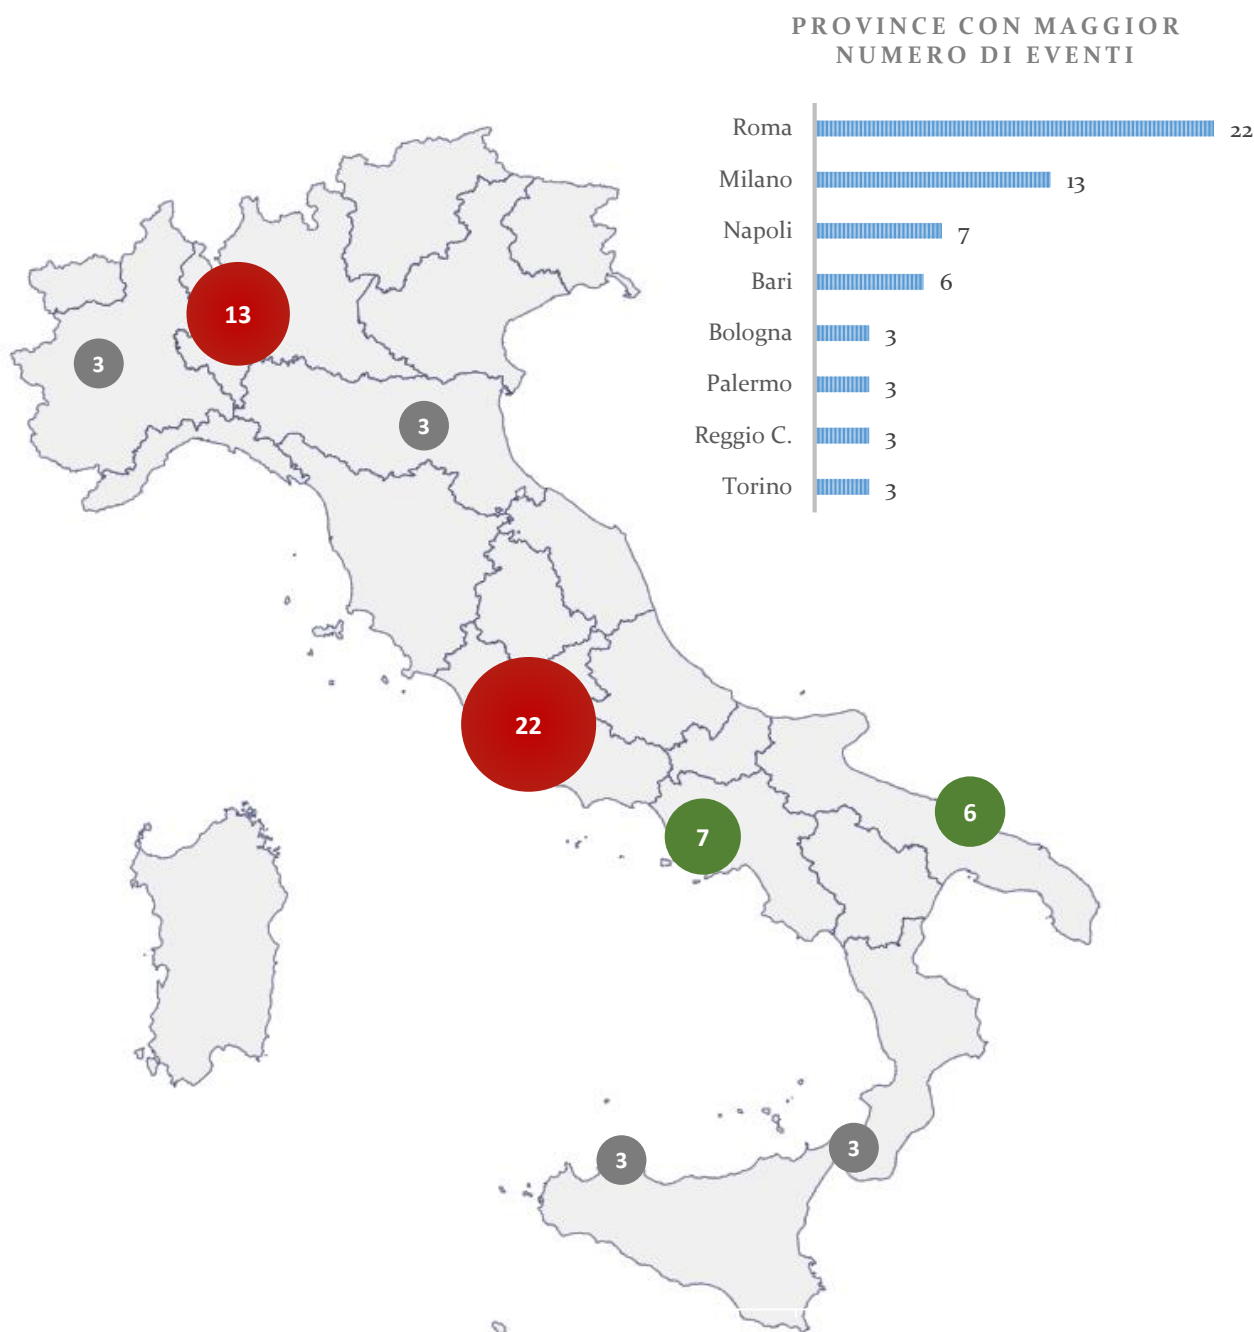 PROVINCE CON MAGGIOR
NUMERO DI EVENTI
Roma 22
Milano 13
Napoli 7
Bari 6
Bologna 3
Palermo 3
Reggio C. 3
Torino 3
13
3
3
22
6
7
3
3